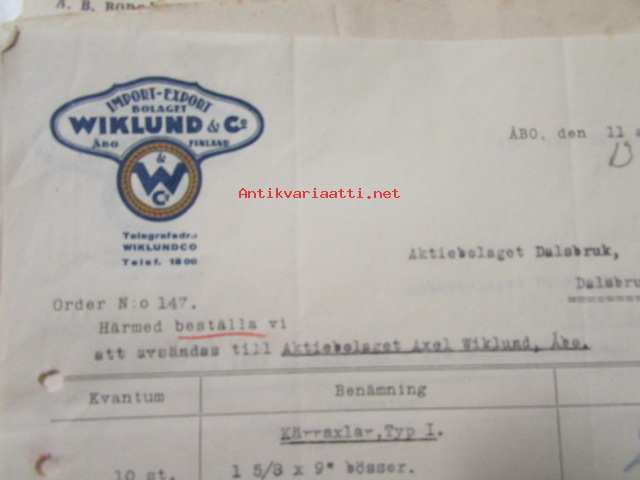 A. B.
IMPORT-EXPORT
BOLAGET
WIKLUND & Co
ÅBO FINLAND
& W Co
Telegrafadr.:
WIKLUNDCO
Telef. 1800
ÅBO, den 11
Antikvariaatti.net
Aktiebolaget Dalsbruk,
Order N:o 147.
Härmed beställa vi
att avsändas till Aktiebolaget Axel Wiklund, Åbo.
Kvantum Benämning
Kärraxlar, Typ I.
10 st. 1 5/8 x 9" bösser.